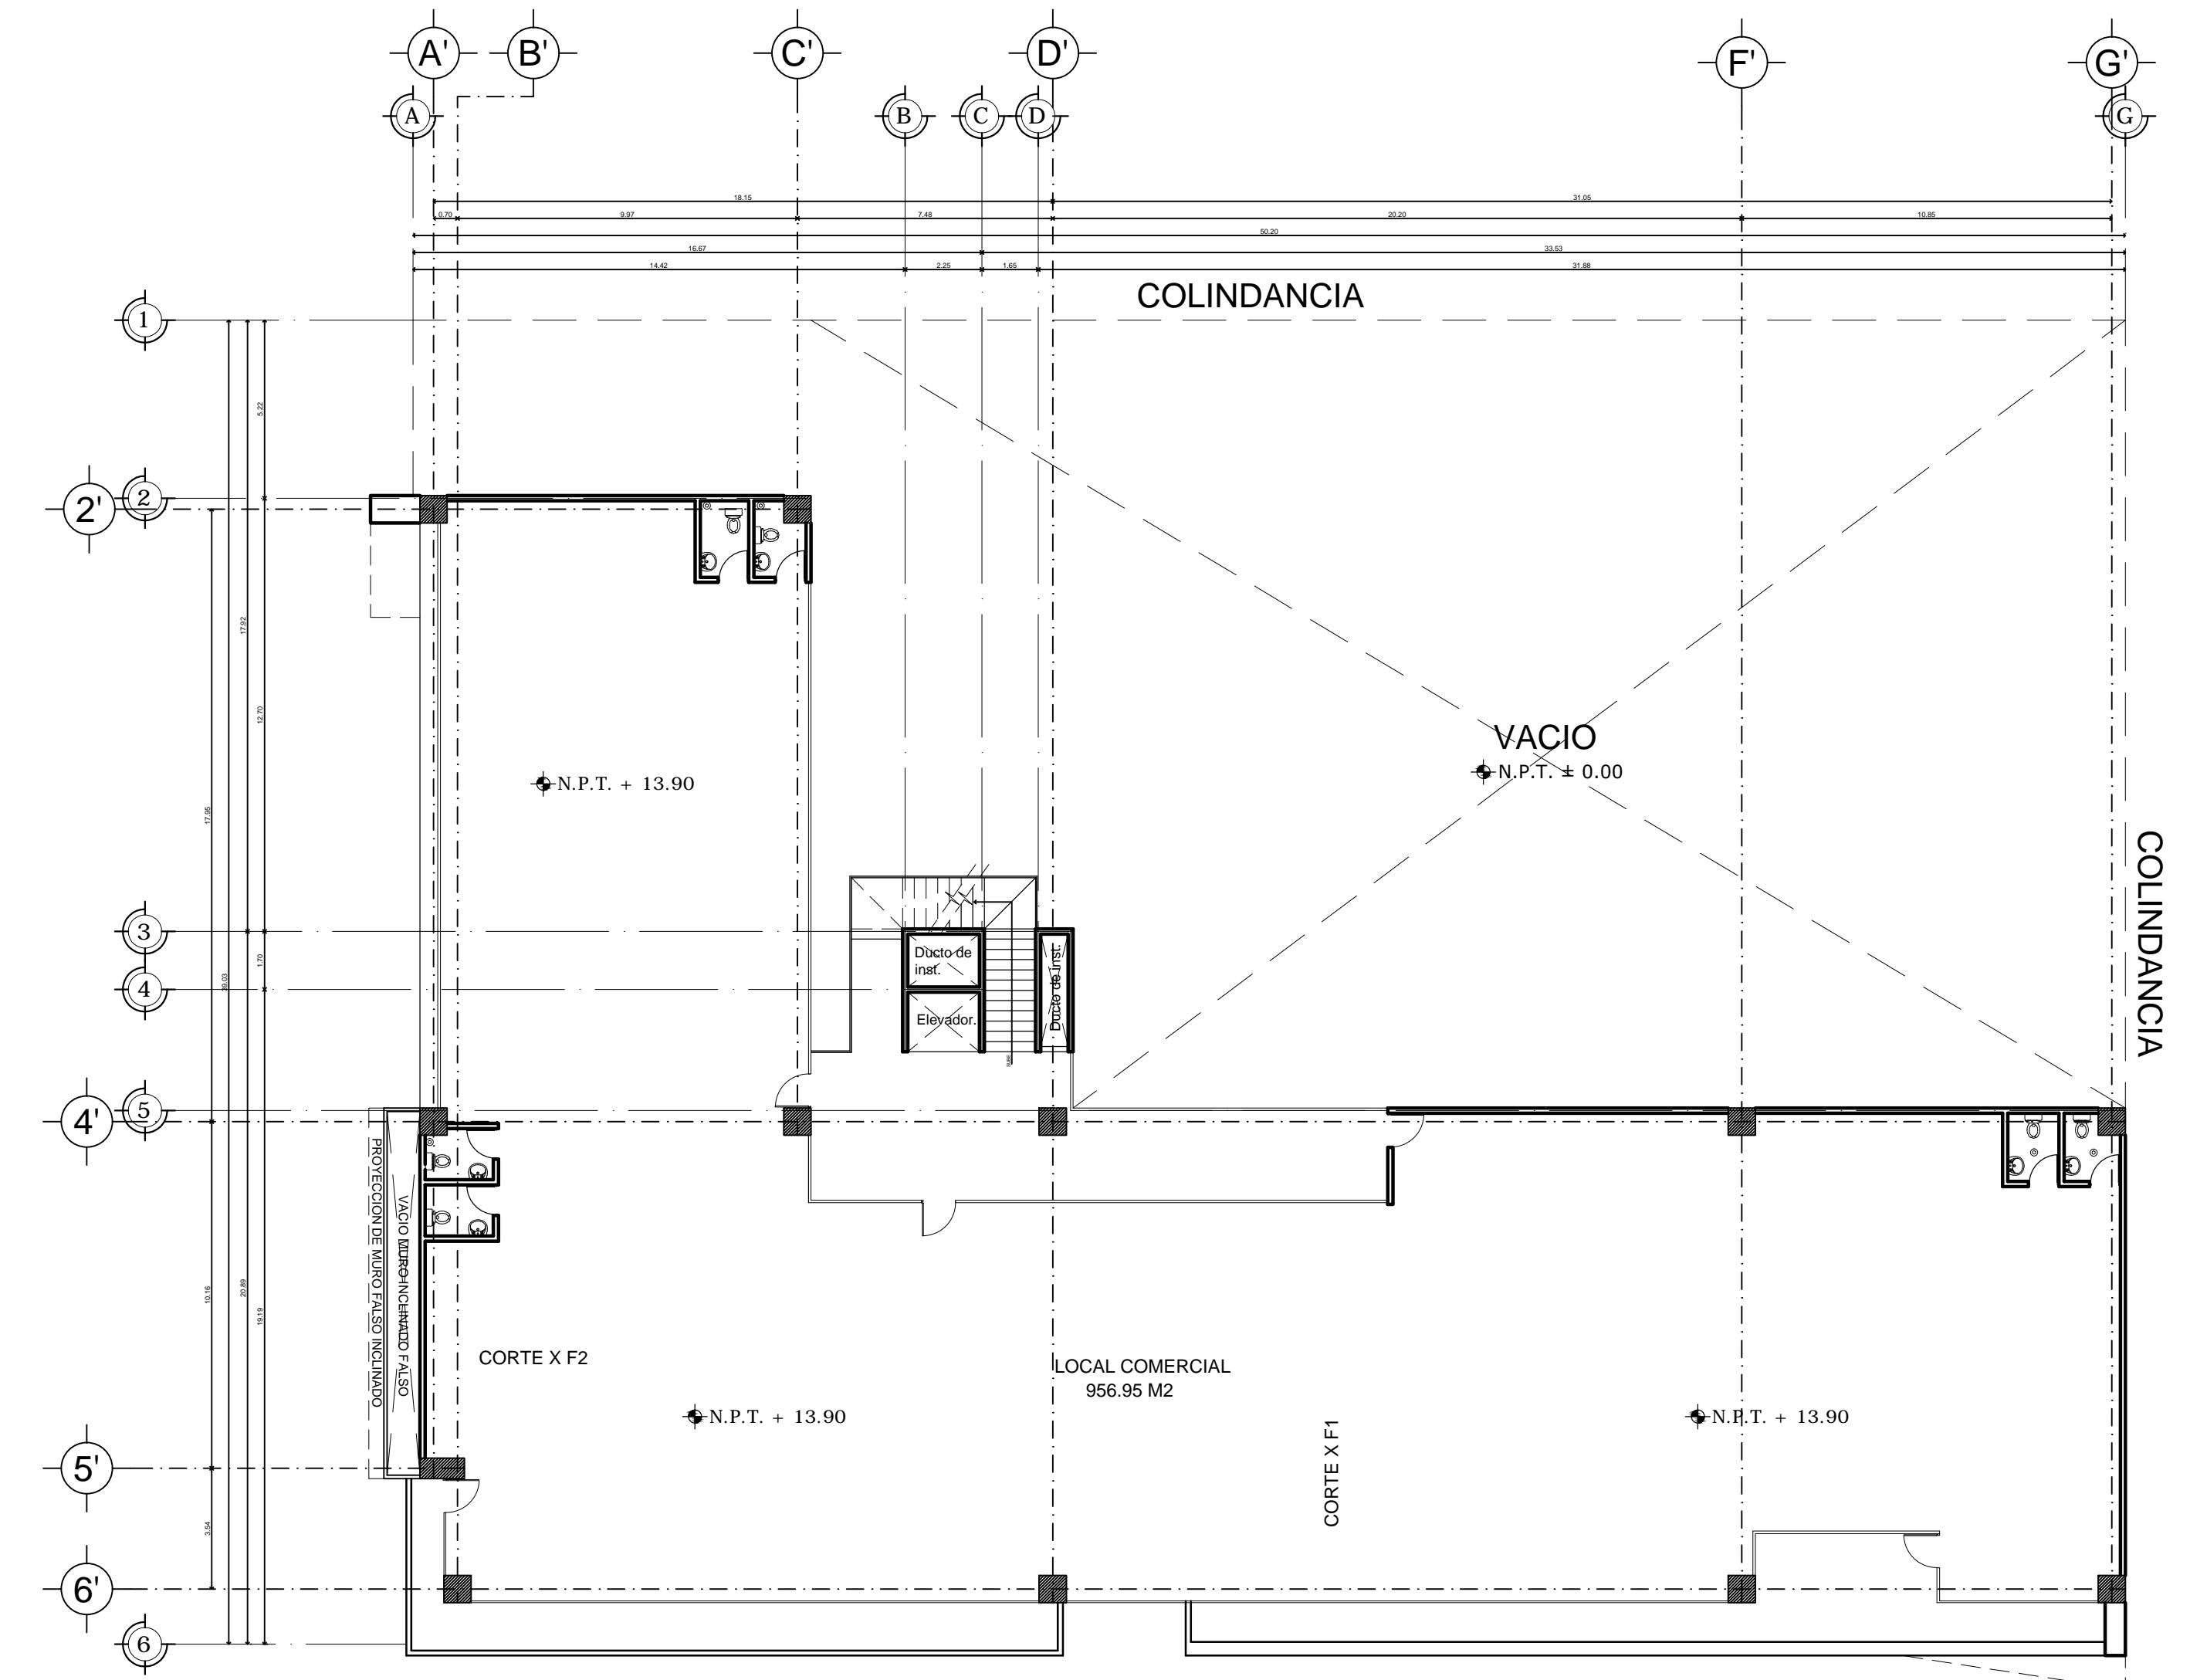 A' B' C' D' F' G'
A B C D G
18.15 31.05
0.70 9.97 7.48 20.20 10.85
50.20
16.67 33.53
14.42 2.25 1.65 31.88
COLINDANCIA
1
5.22
2
2'
17.92
12.70
VACIO
N.P.T. ± 0.00
N.P.T. + 13.90
17.95
COLINDANCIA
3
Ducto de
inst.
Ducto de inst.
1.70
39.03
4
Elevador.
5
4'
PROYECCION DE MURO FALSO INCLINADO
VACIO MURO INCLINADO FALSO
10.16
20.89
19.19
CORTE X F2
LOCAL COMERCIAL
956.95 M2
N.P.T. + 13.90
N.P.T. + 13.90
CORTE X F1
5'
3.54
6'
6